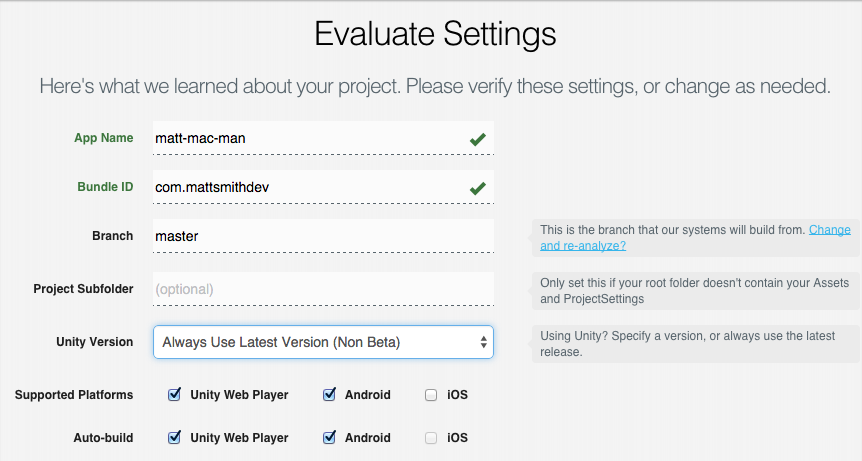 Evaluate Settings
Here's what we learned about your project. Please verify these settings, or change as needed.
App Name matt-mac-man
Bundle ID com.mattsmithdev
Branch master
This is the branch that our systems will build from. Change
and re-analyze?
Project Subfolder (optional)
Only set this if your root folder doesn't contain your Assets
and ProjectSettings
Unity Version Always Use Latest Version (Non Beta)
Using Unity? Specify a version, or always use the latest
release.
Supported Platforms Unity Web Player Android iOS
Auto-build Unity Web Player Android iOS